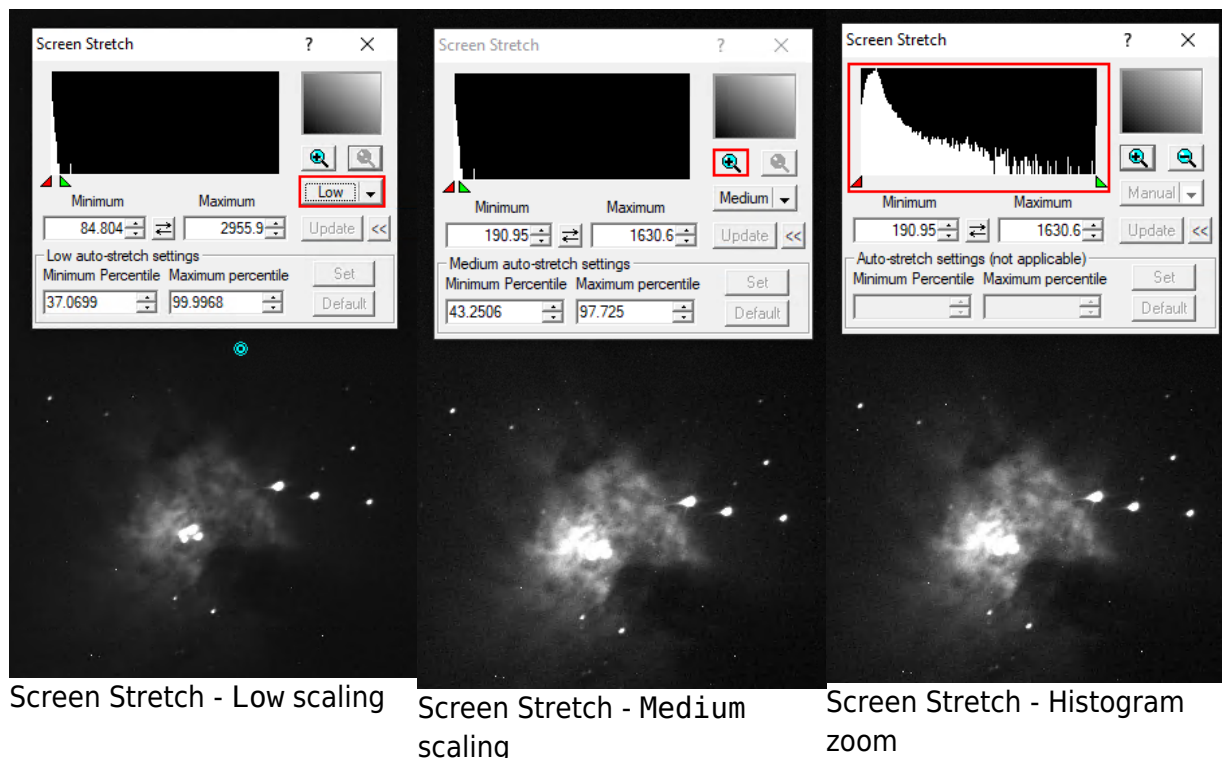 Screen Stretch ? ×
Low
Minimum Maximum
84.804 2955.9 Update <<
Low auto-stretch settings
Minimum Percentile Maximum percentile Set
37.0699 99.9968 Default
Screen Stretch - Low scaling
Screen Stretch ? ×
Medium
Minimum Maximum
190.95 1630.6 Update <<
Medium auto-stretch settings
Minimum Percentile Maximum percentile Set
43.2506 97.725 Default
Screen Stretch - Medium
scaling
Screen Stretch ? ×
Manual
Minimum Maximum
190.95 1630.6 Update <<
Auto-stretch settings (not applicable)
Minimum Percentile Maximum percentile Set
Default
Screen Stretch - Histogram
zoom